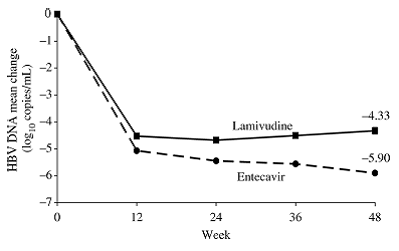 HBV DNA mean change
(log10 copies/mL)
0
–1
–2
–3
–4
–5
–6
–7
Lamivudine
–4.33
Entecavir
–5.90
0 12 24 36 48
Week